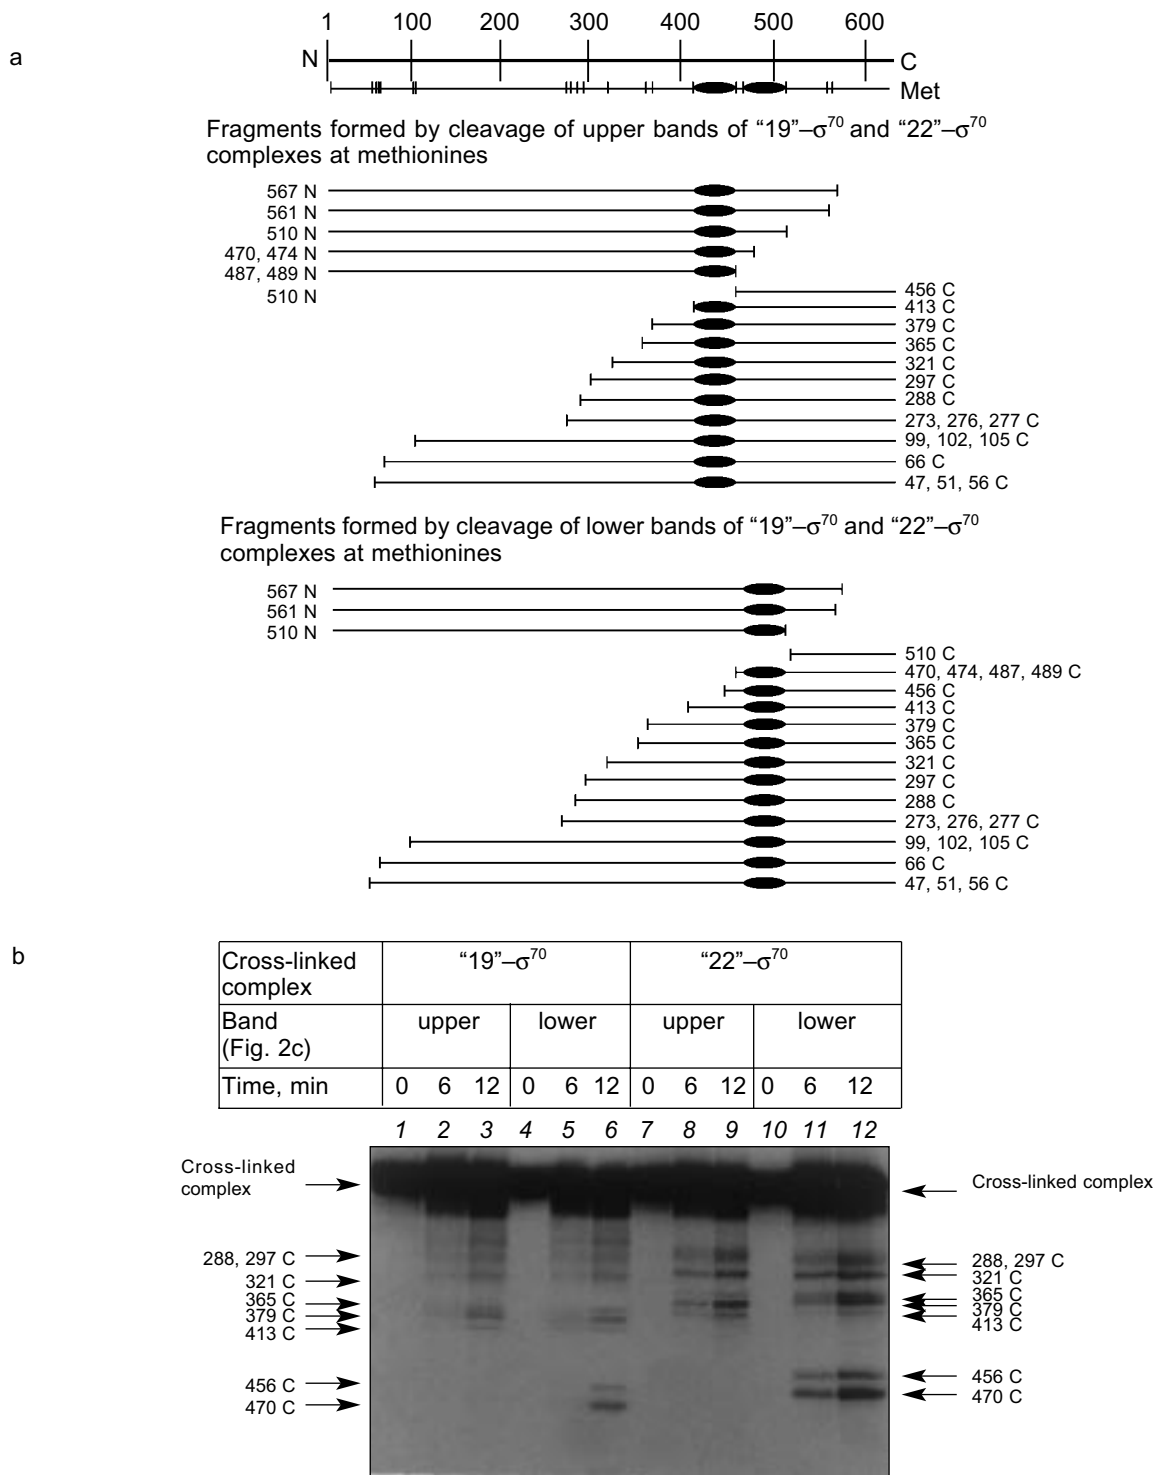 1 100 200 300 400 500 600
a
N
C
Met
Fragments formed by cleavage of upper bands of “19”–σ⁷⁰ and “22”–σ⁷⁰
complexes at methionines
567 N
561 N
510 N
470, 474 N
487, 489 N
510 N
456 C
413 C
379 C
365 C
321 C
297 C
288 C
273, 276, 277 C
99, 102, 105 C
66 C
47, 51, 56 C
Fragments formed by cleavage of lower bands of “19”–σ⁷⁰ and “22”–σ⁷⁰
complexes at methionines
567 N
561 N
510 N
510 C
470, 474, 487, 489 C
456 C
413 C
379 C
365 C
321 C
297 C
288 C
273, 276, 277 C
99, 102, 105 C
66 C
47, 51, 56 C
b
Cross-linked
complex
“19”–σ⁷⁰
“22”–σ⁷⁰
Band
(Fig. 2c)
upper
lower
upper
lower
Time, min
0 6 12 0 6 12 0 6 12 0 6 12
1 2 3 4 5 6 7 8 9 10 11 12
Cross-linked
complex
288, 297 C
321 C
365 C
379 C
413 C
456 C
470 C
Cross-linked complex
288, 297 C
321 C
365 C
379 C
413 C
456 C
470 C